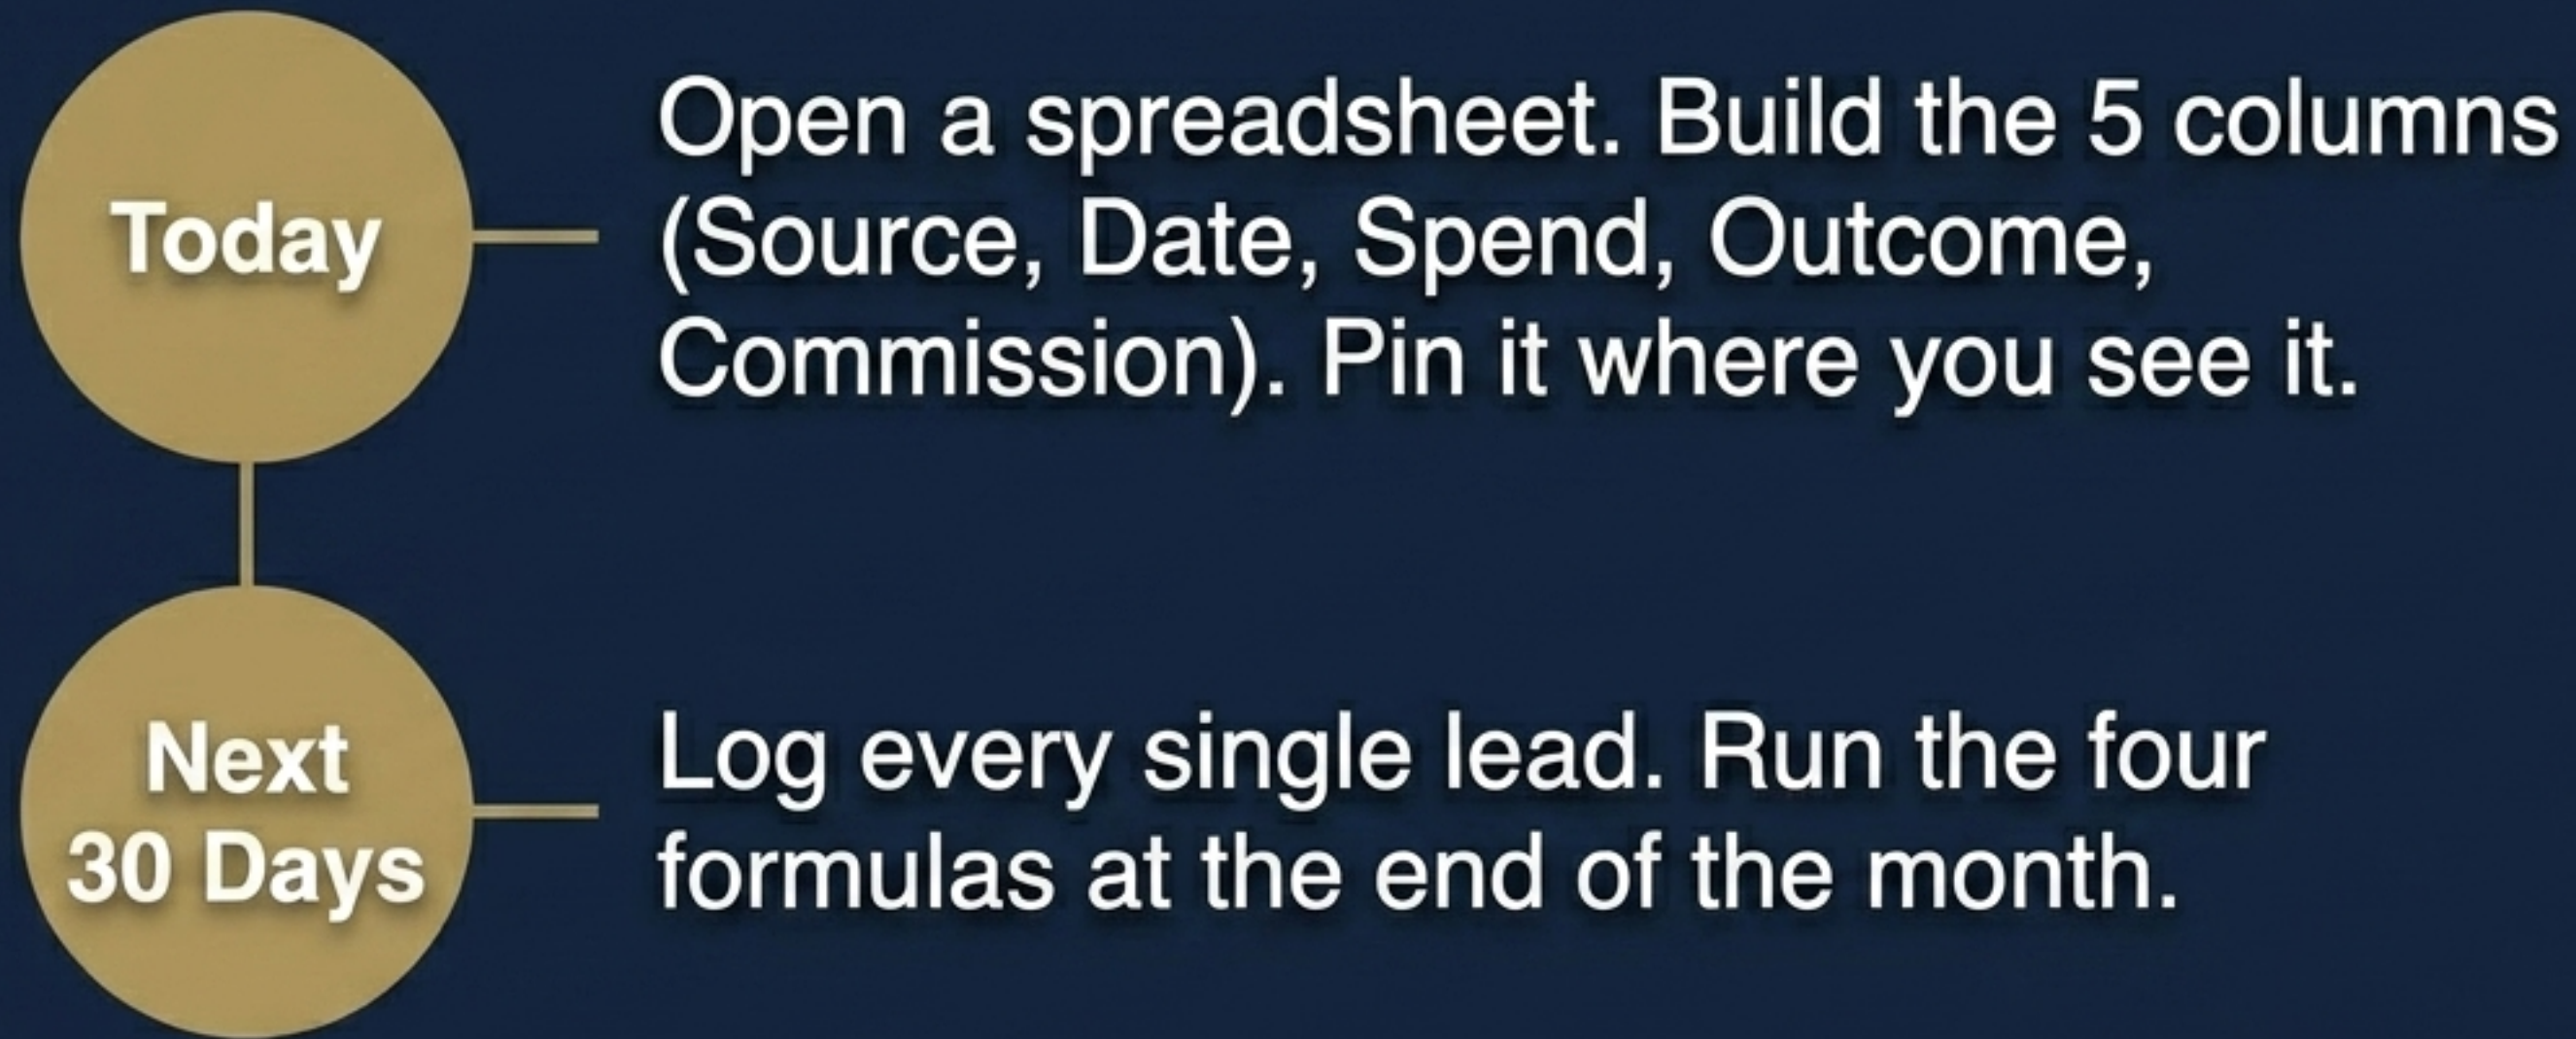 Today
Open a spreadsheet. Build the 5 columns
(Source, Date, Spend, Outcome,
Commission). Pin it where you see it.
Next
30 Days
Log every single lead. Run the four
formulas at the end of the month.